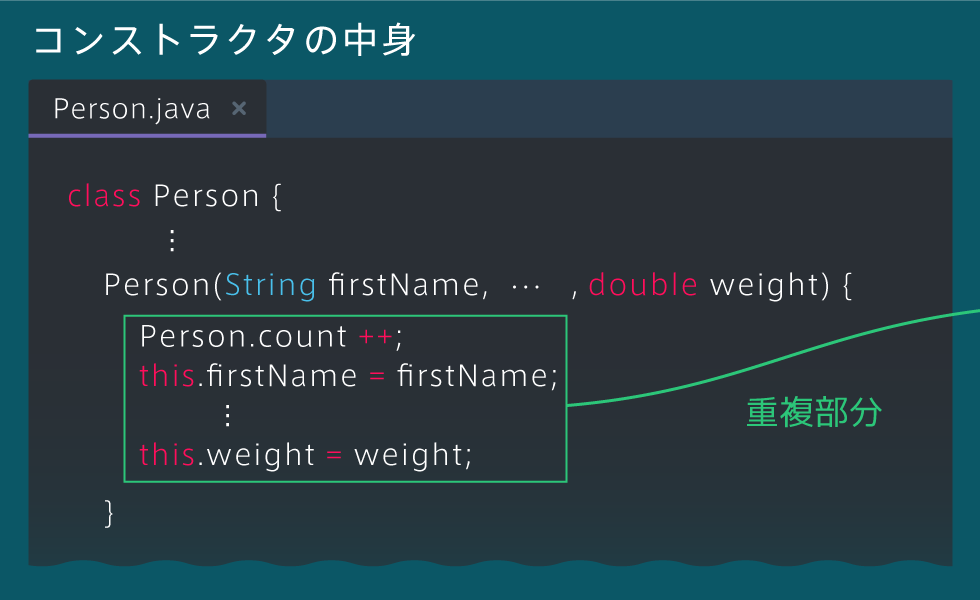 コンストラクタの中身
Person.java ×
class Person {
⋮
Person(String firstName, ⋯ , double weight) {
Person.count ++;
this.firstName = firstName;
⋮
this.weight = weight;
重複部分
}